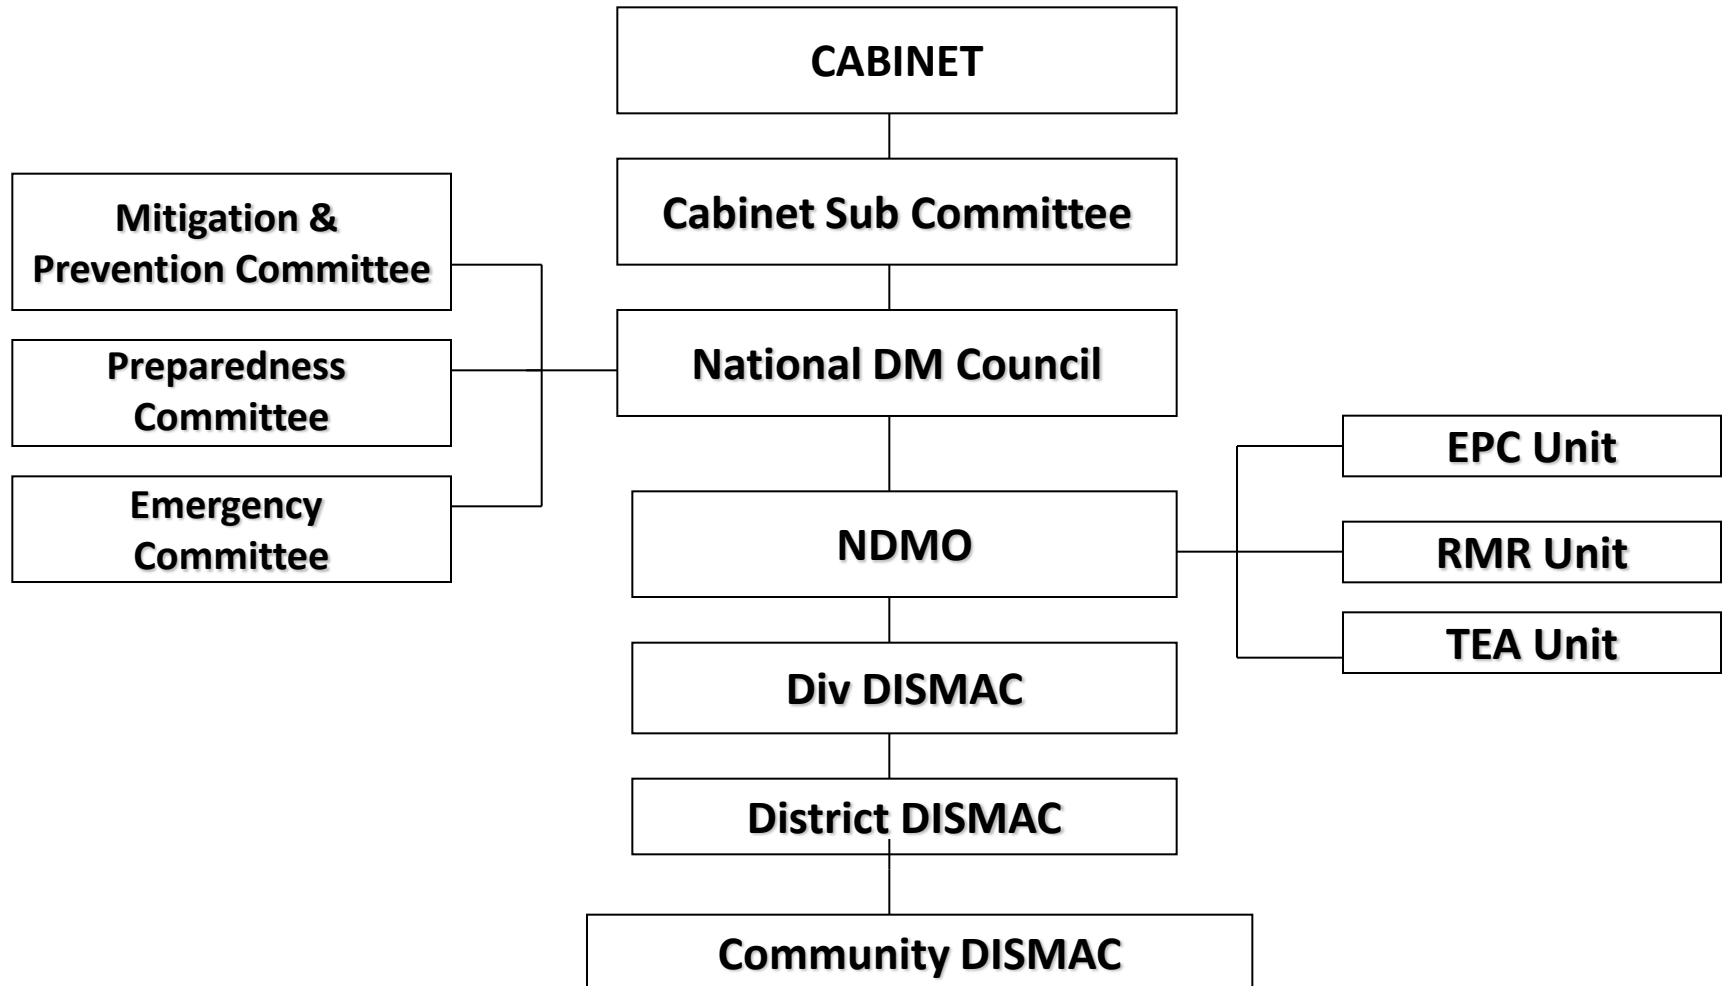 CABINET
Cabinet Sub Committee
Mitigation &
Prevention Committee
National DM Council
Preparedness
Committee
Emergency
Committee
EPC Unit
NDMO
RMR Unit
TEA Unit
Div DISMAC
District DISMAC
Community DISMAC